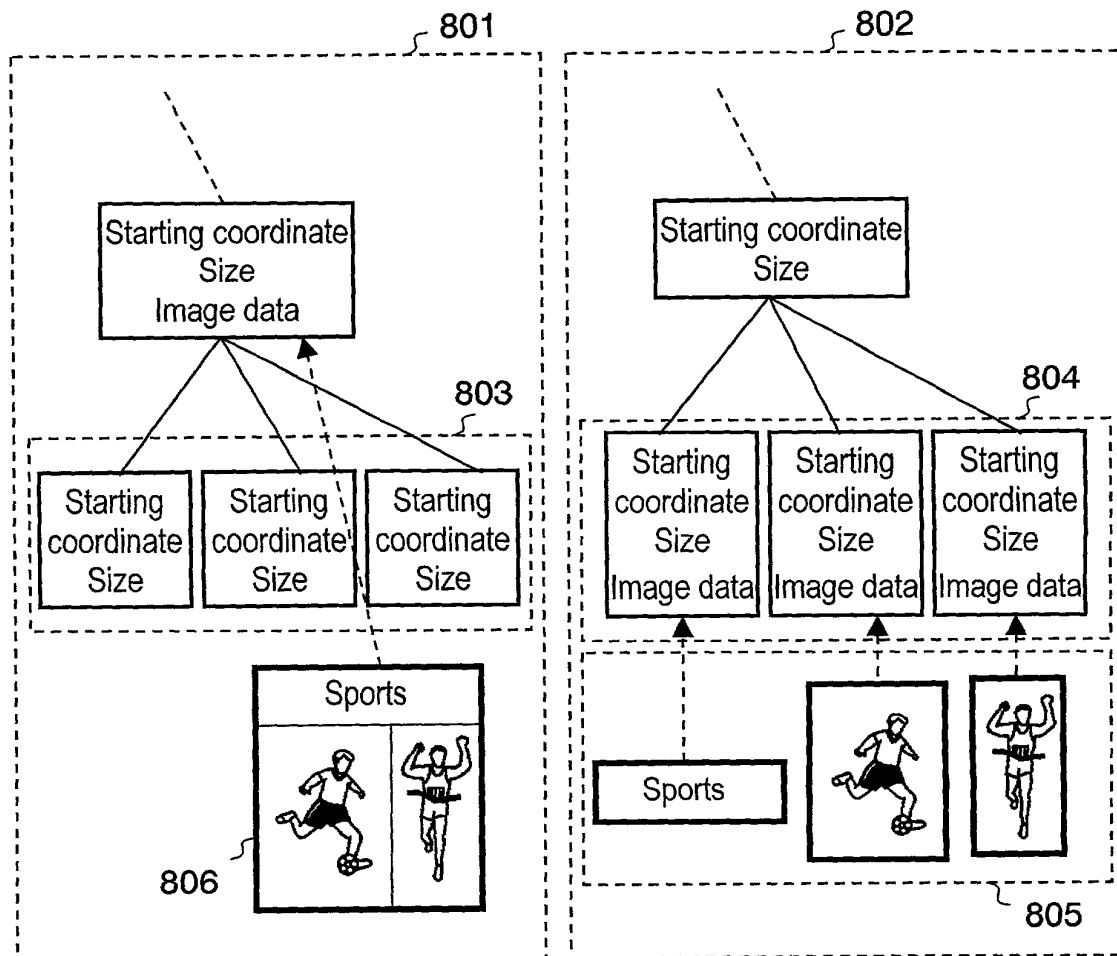 801
802
Starting coordinate
Size
Image data
Starting coordinate
Size
803
804
Starting
coordinate
Size
Starting
coordinate
Size
Starting
coordinate
Size
Starting
coordinate
Size
Image data
Starting
coordinate
Size
Image data
Starting
coordinate
Size
Image data
Sports
806
Sports
805